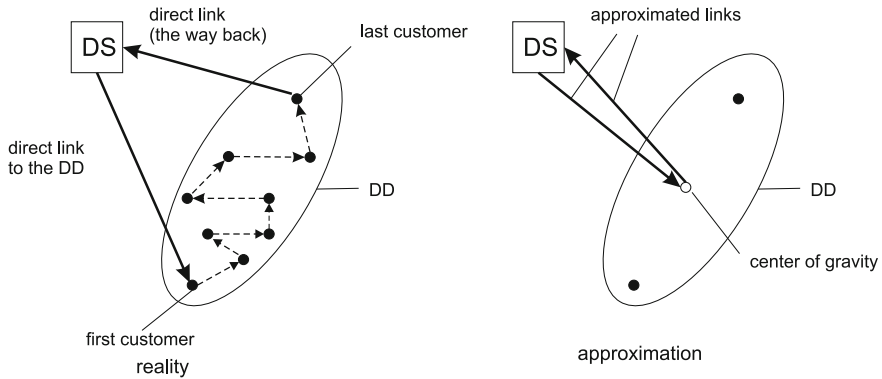 direct link
(the way back)
last customer
DS
direct link
to the DD
DD
first customer
reality
approximated links
DS
DD
center of gravity
approximation